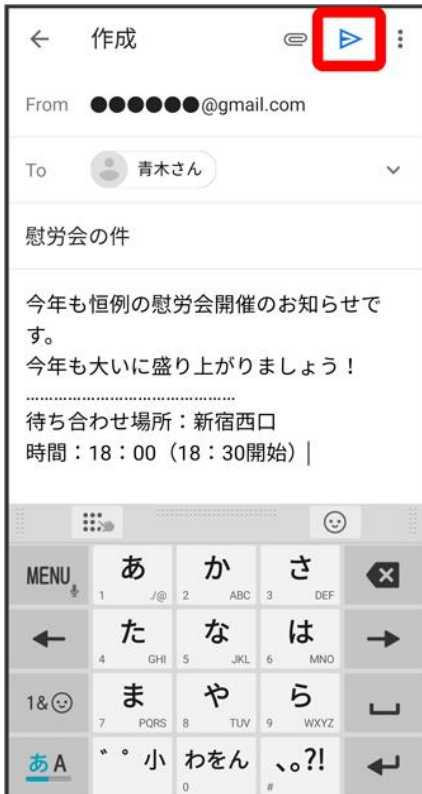 作成
From ●●●●●●@gmail.com
To 青木さん
慰労会の件
今年も恒例の慰労会開催のお知らせで
す。
今年も大いに盛り上がりましょう！
........................................
待ち合わせ場所：新宿西口
時間：18：00（18：30開始）
MENU あ か さ
1 ./@ 2 ABC 3 DEF
た な は
4 GHI 5 JKL 6 MNO
1& ま や ら
7 PQRS 8 TUV 9 WXYZ
あA ゛゜小 わをん 、。?!
0 #